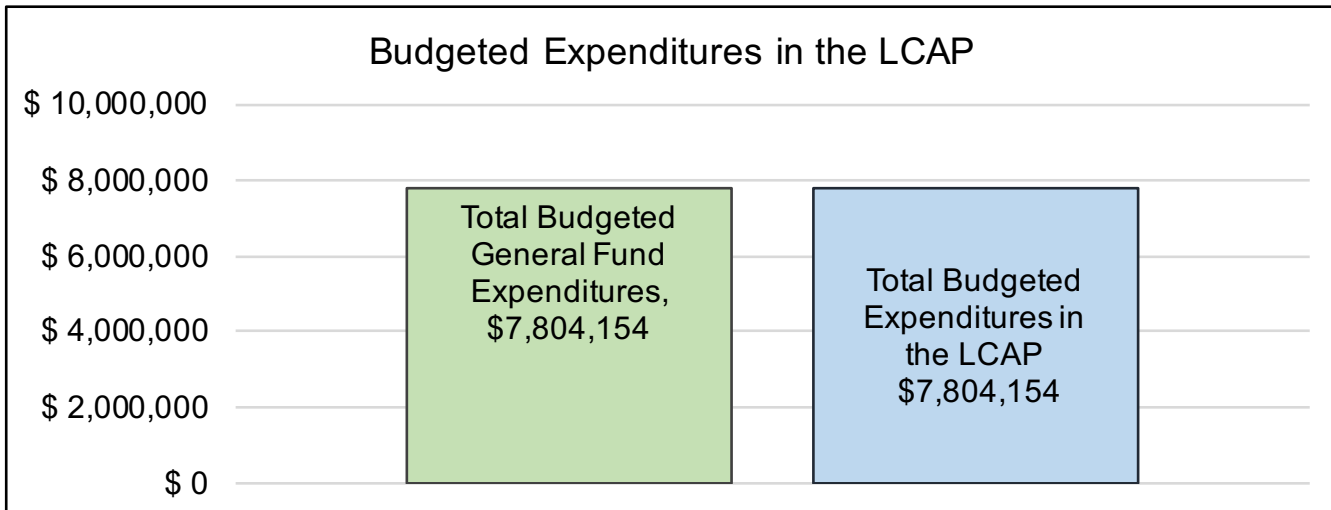 Budgeted Expenditures in the LCAP
$ 10,000,000
$ 8,000,000
$ 6,000,000
$ 4,000,000
$ 2,000,000
$ 0
Total Budgeted
General Fund
Expenditures,
$7,804,154
Total Budgeted
Expenditures in
the LCAP
$7,804,154